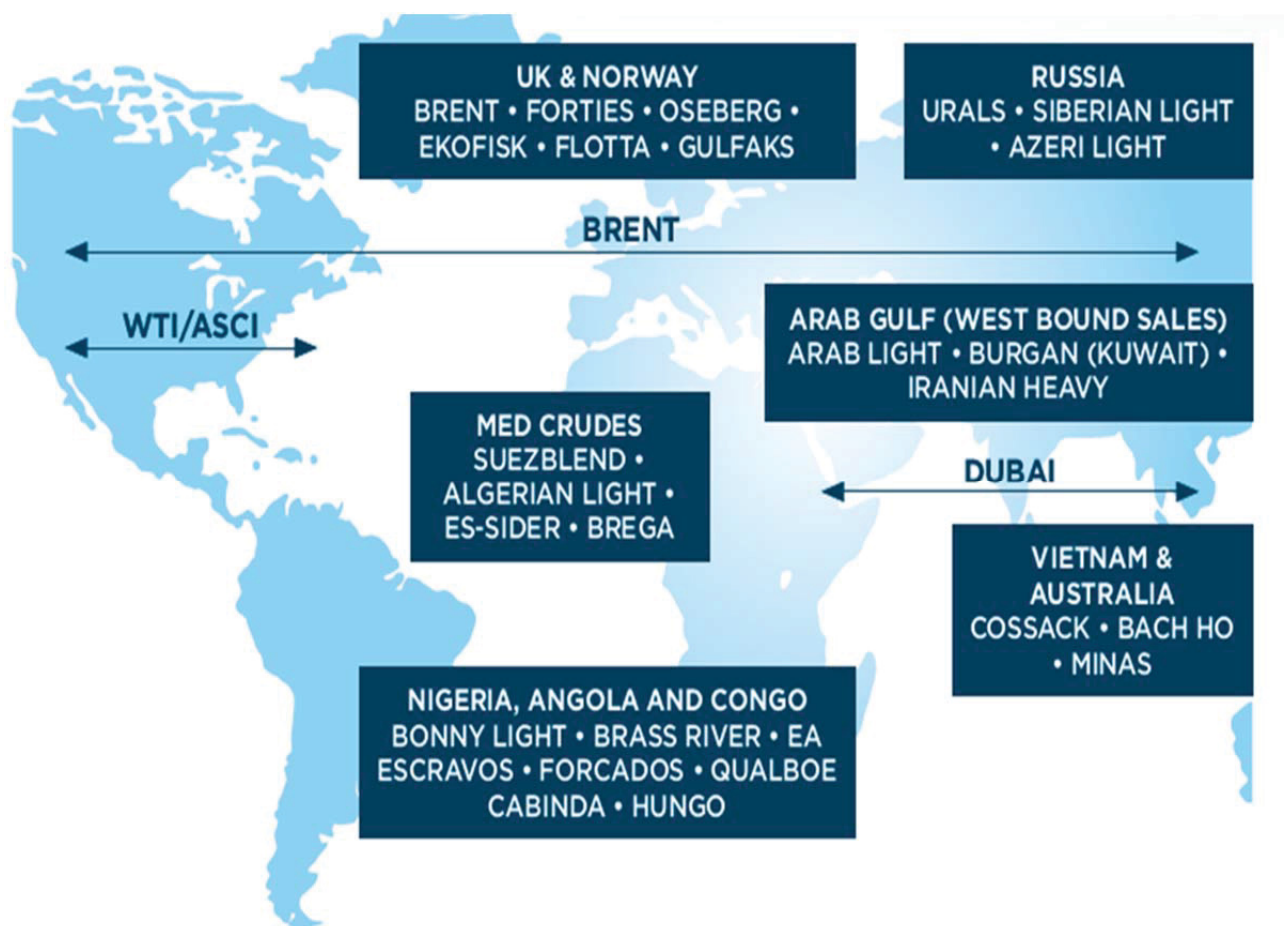 UK & NORWAY
BRENT • FORTIES • OSEBERG •
EKOFISK • FLOTTA • GULFAKS
RUSSIA
URALS • SIBERIAN LIGHT
• AZERI LIGHT
BRENT
WTI/ASCI
ARAB GULF (WEST BOUND SALES)
ARAB LIGHT • BURGAN (KUWAIT) •
IRANIAN HEAVY
MED CRUDES
SUEZBLEND •
ALGERIAN LIGHT •
ES-SIDER • BREGA
DUBAI
VIETNAM &
AUSTRALIA
COSSACK • BACH HO
• MINAS
NIGERIA, ANGOLA AND CONGO
BONNY LIGHT • BRASS RIVER • EA
ESCRAVOS • FORCADOS • QUALBOE
CABINDA • HUNGO